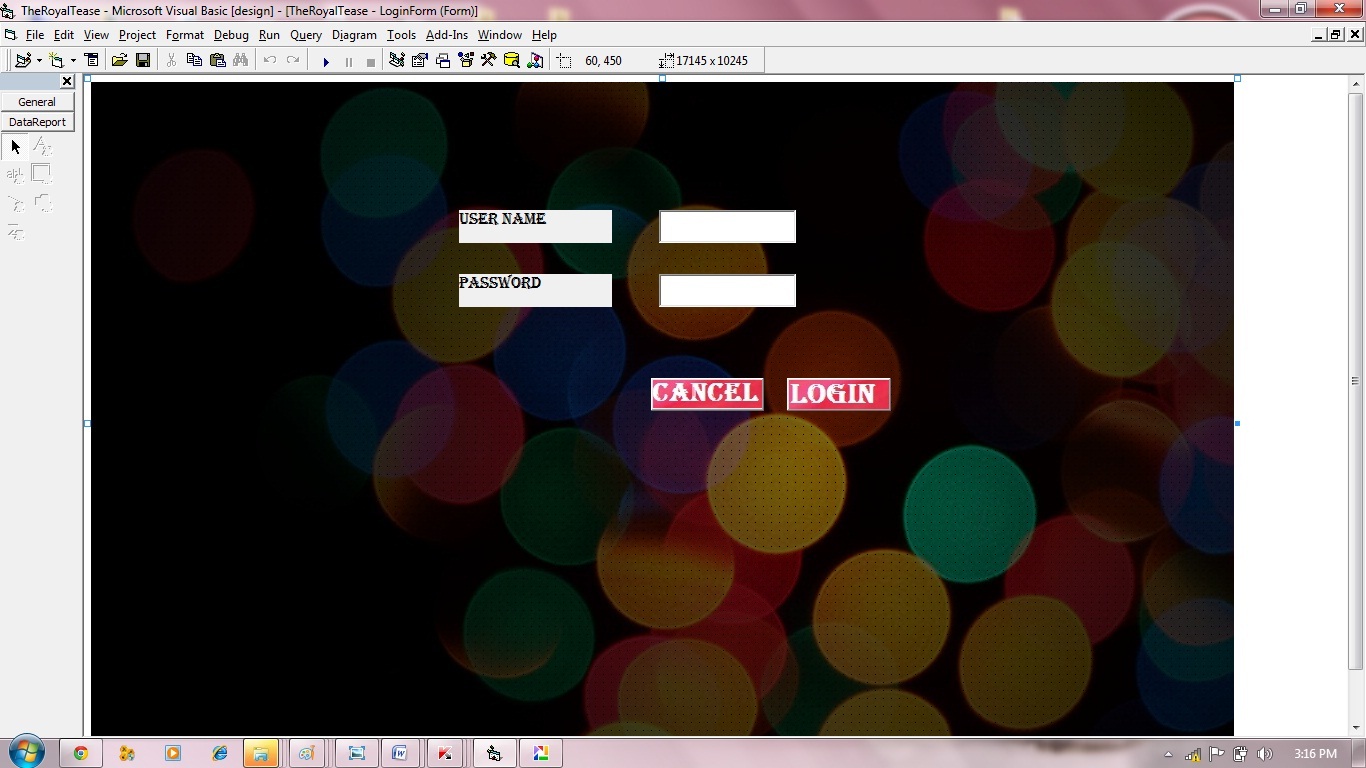 TheRoyalTease - Microsoft Visual Basic [design] - [TheRoyalTease - LoginForm (Form)]
File Edit View Project Format Debug Run Query Diagram Tools Add-Ins Window Help
60, 450 17145 x 10245
General
DataReport
USER NAME
PASSWORD
CANCEL LOGIN
3:16 PM